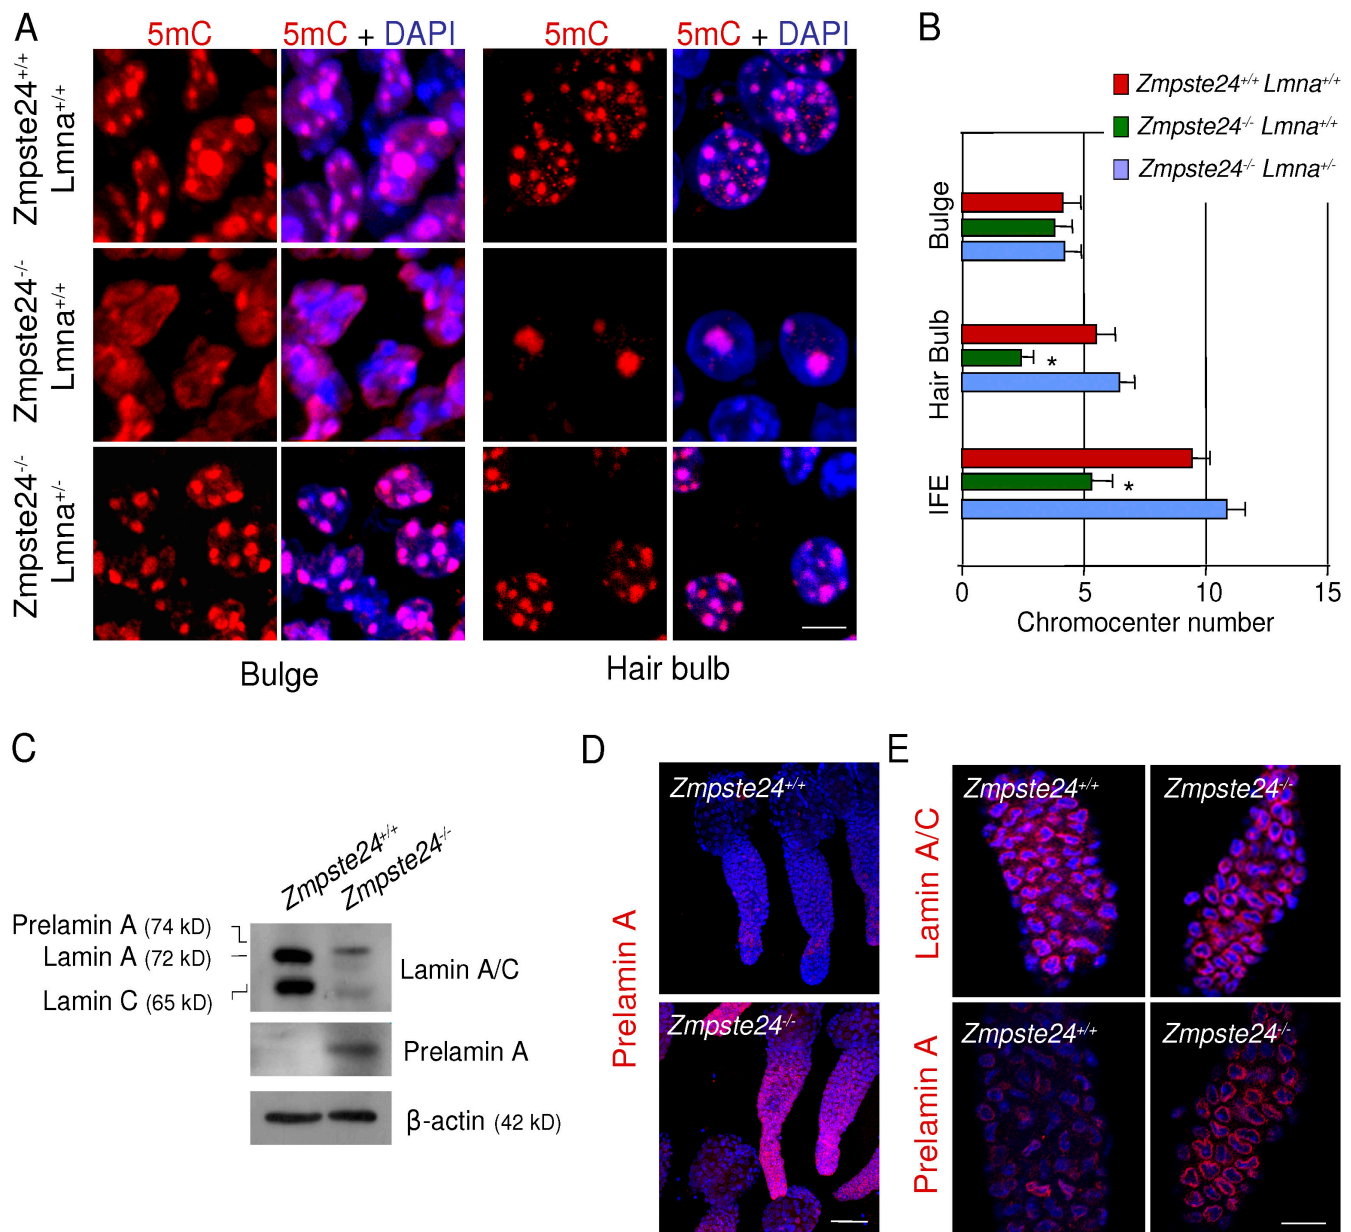 A
5mC 5mC + DAPI 5mC 5mC + DAPI
Zmpste24+/+
Lmna+/+
Zmpste24-/-
Lmna+/+
Zmpste24-/-
Lmna+/-
Bulge Hair bulb
B
Zmpste24+/+ Lmna+/+
Zmpste24-/- Lmna+/+
Zmpste24-/- Lmna+/-
Bulge
Hair Bulb
*
IFE
*
0 5 10 15
Chromocenter number
C
Zmpste24+/+
Zmpste24-/-
Prelamin A (74 kD)
Lamin A (72 kD)
Lamin C (65 kD)
Lamin A/C
Prelamin A
β-actin (42 kD)
D
Prelamin A
Zmpste24+/+
Zmpste24-/-
E
Lamin A/C
Zmpste24+/+ Zmpste24-/-
Prelamin A
Zmpste24+/+ Zmpste24-/-